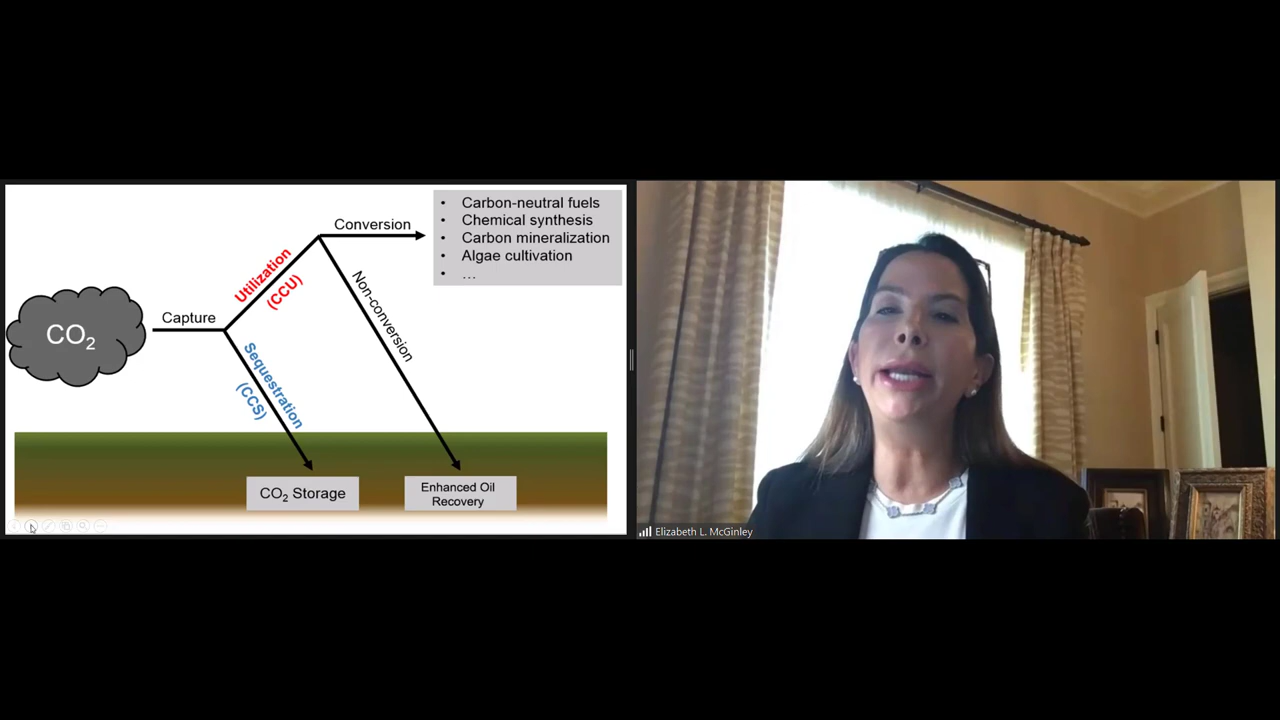 • Carbon-neutral fuels
• Chemical synthesis
• Carbon mineralization
• Algae cultivation
• …
Conversion
Utilization
(CCU)
Non-conversion
Capture
CO₂
Sequestration
(CCS)
CO₂ Storage
Enhanced Oil
Recovery
Elizabeth L. McGinley